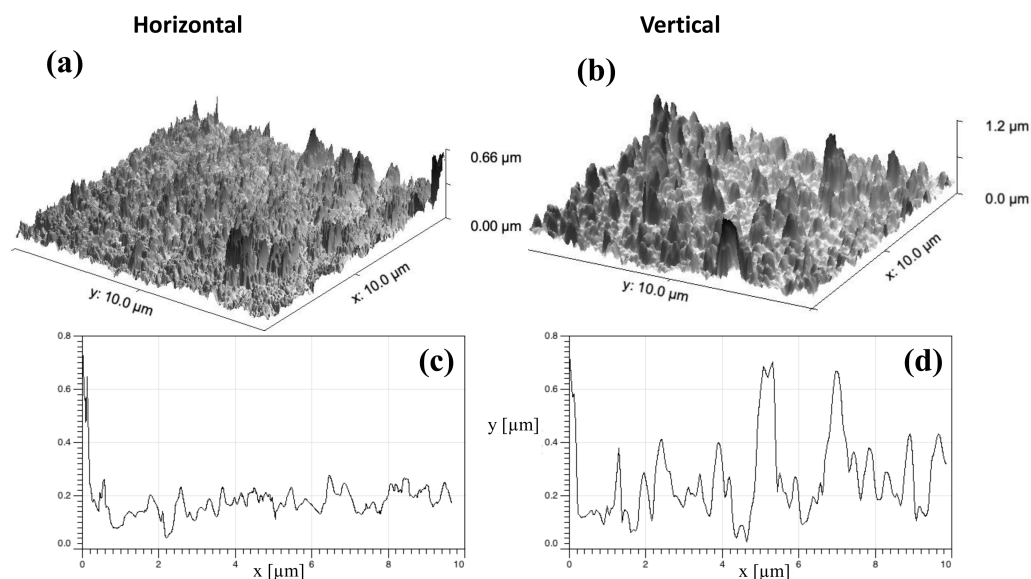 Horizontal
Vertical
(a)
(b)
0.66 µm
0.00 µm
y: 10.0 µm
x: 10.0 µm
1.2 µm
0.0 µm
y: 10.0 µm
x: 10.0 µm
(c)
0.8
0.6
0.4
0.2
0.0
0 2 4 6 8 10
x [µm]
(d)
y [µm]
0.8
0.6
0.4
0.2
0.0
0 2 4 6 8 10
x [µm]